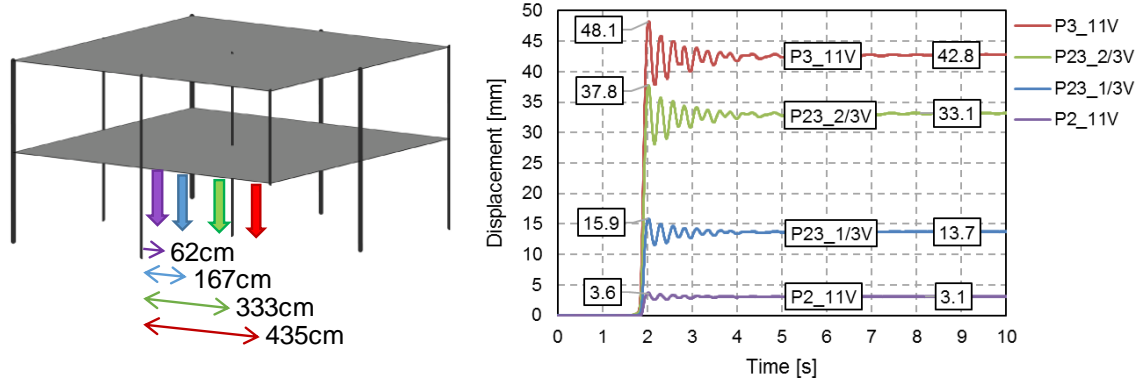 62cm
167cm
333cm
435cm
Displacement [mm]
50
45
40
35
30
25
20
15
10
5
0
48.1
37.8
15.9
3.6
P3_11V
P23_2/3V
P23_1/3V
P2_11V
42.8
33.1
13.7
3.1
0 1 2 3 4 5 6 7 8 9 10
Time [s]
P3_11V
P23_2/3V
P23_1/3V
P2_11V